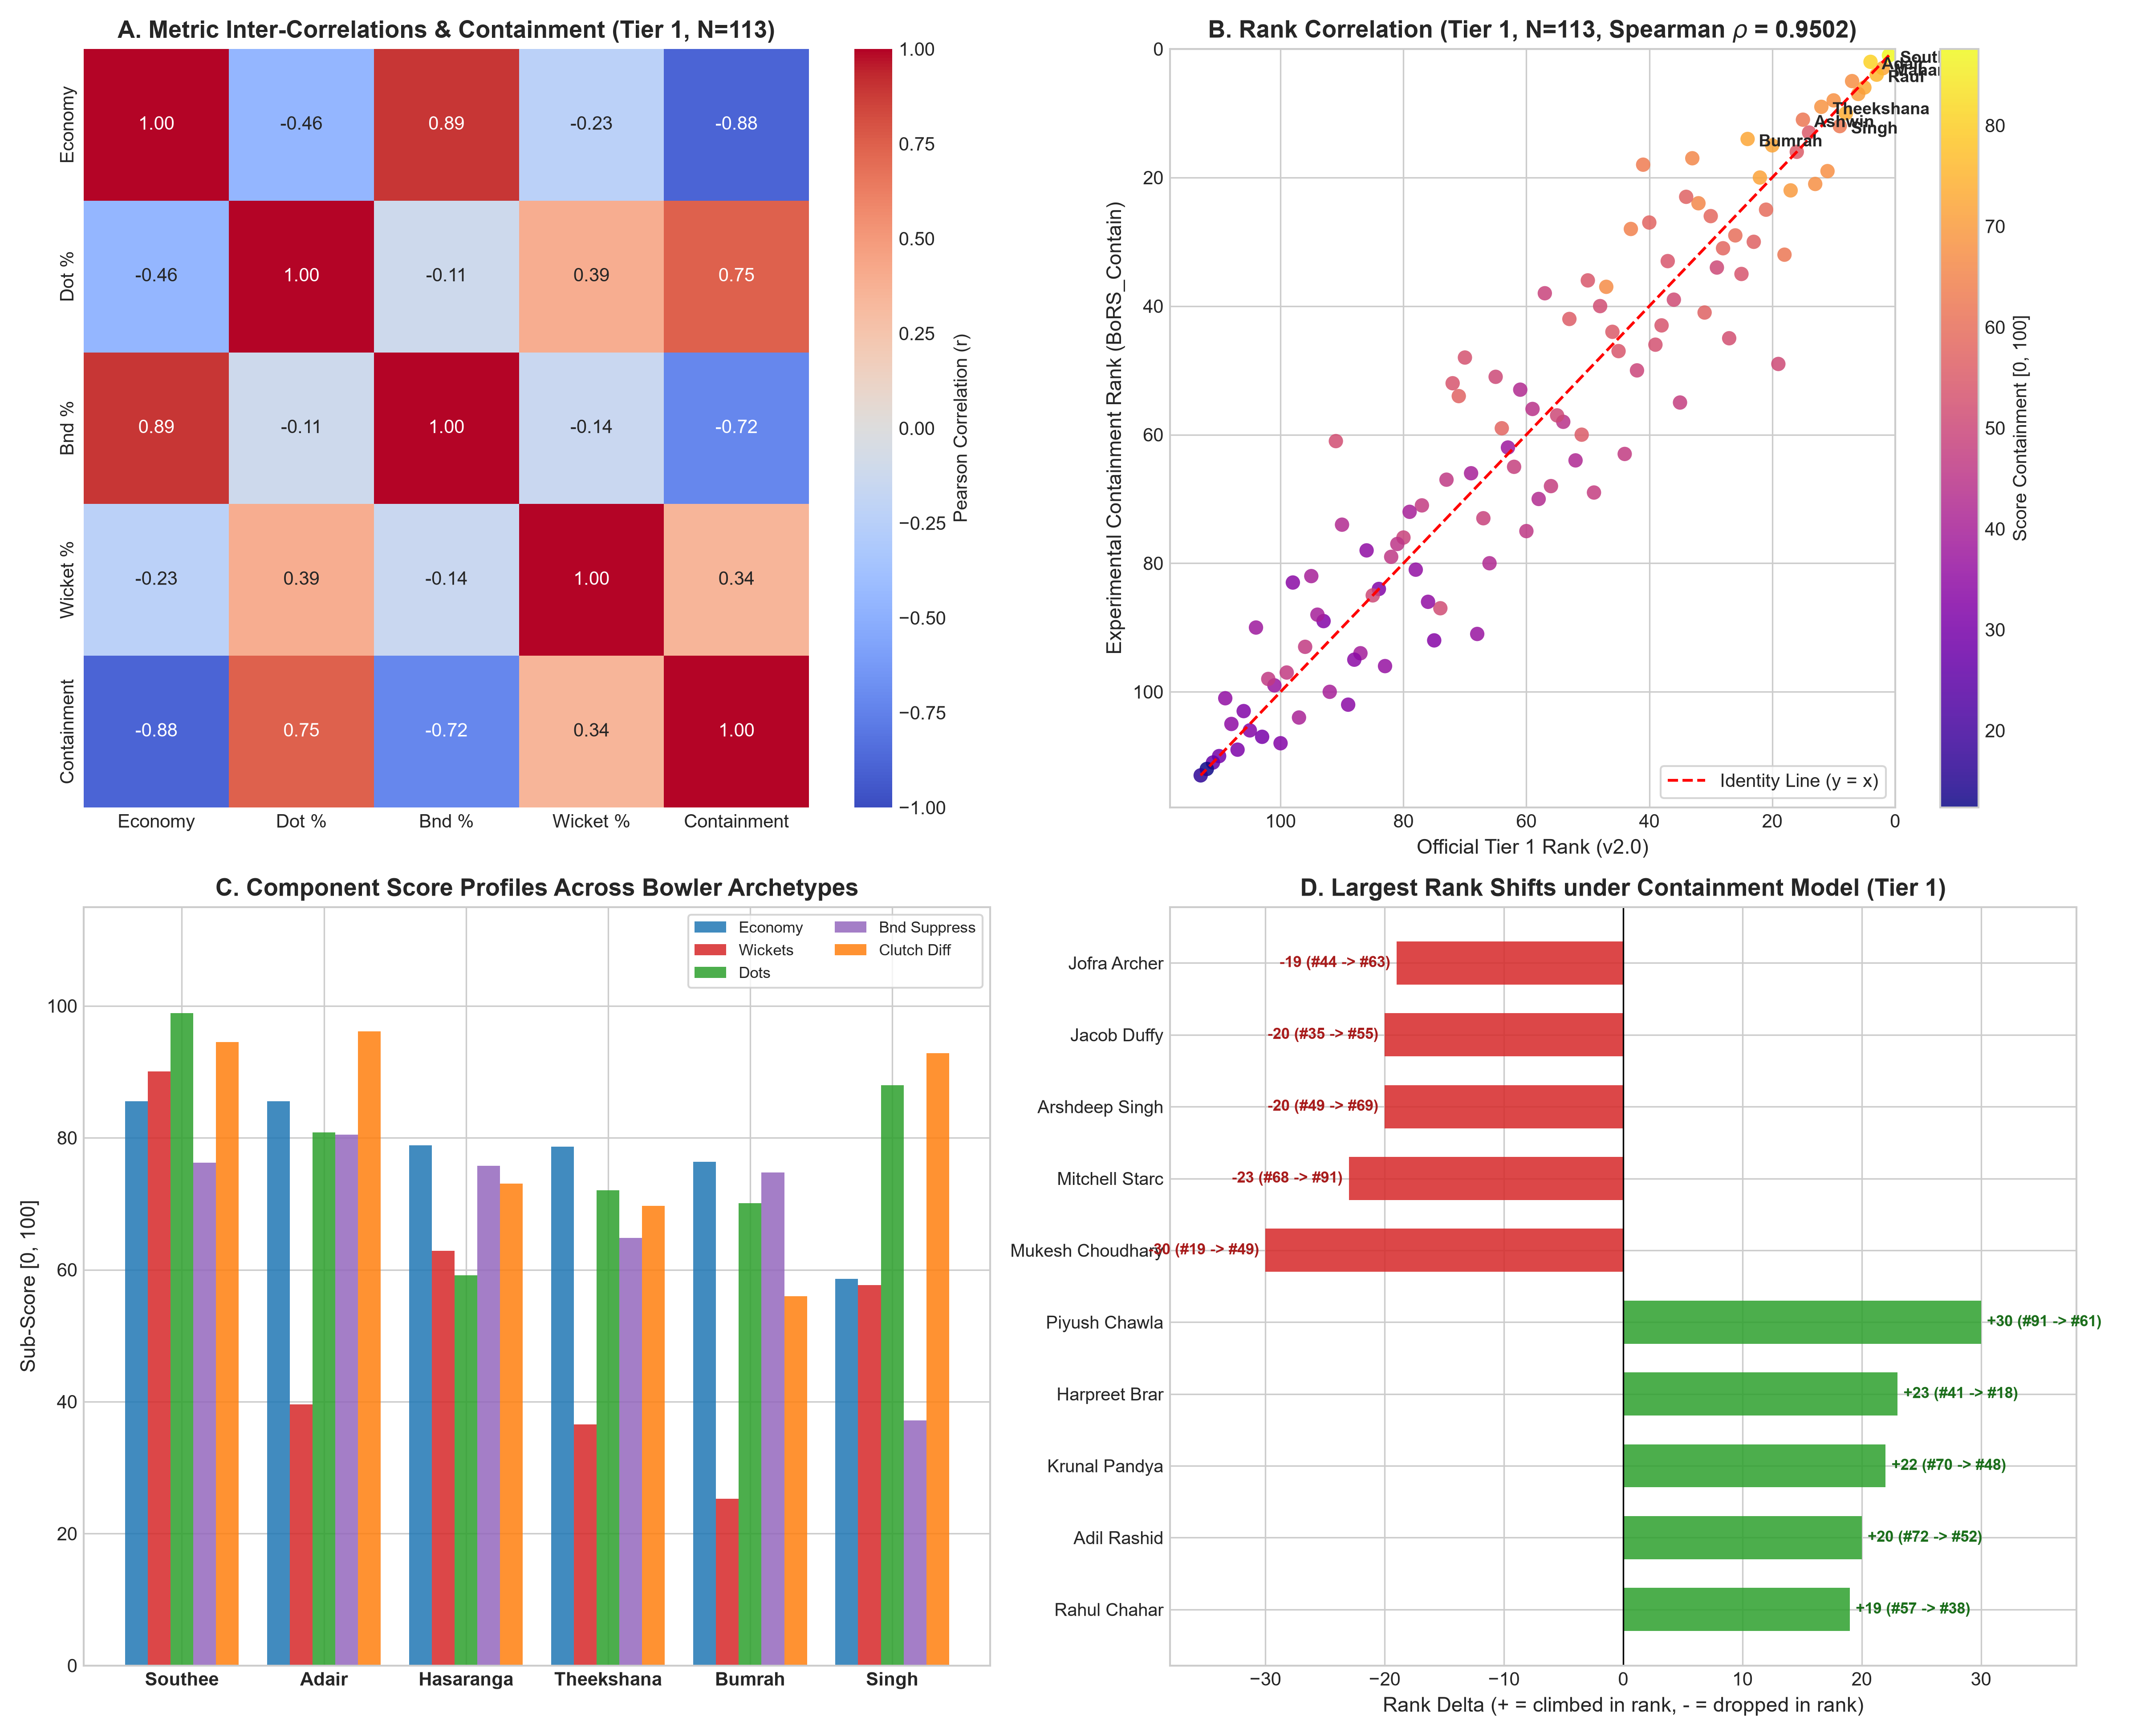 A. Metric Inter-Correlations & Containment (Tier 1, N=113)
Economy
Dot %
Bnd %
Wicket %
Containment
1.00 -0.46 0.89 -0.23 -0.88
-0.46 1.00 -0.11 0.39 0.75
0.89 -0.11 1.00 -0.14 -0.72
-0.23 0.39 -0.14 1.00 0.34
-0.88 0.75 -0.72 0.34 1.00
Economy Dot % Bnd % Wicket % Containment
1.00
0.75
0.50
0.25
0.00
−0.25
−0.50
−0.75
−1.00
Pearson Correlation (r)
B. Rank Correlation (Tier 1, N=113, Spearman ρ = 0.9502)
Experimental Containment Rank (BoRS_Contain)
0
20
40
60
80
100
Adair
Rauf
Theekshana
Ashwin
Singh
Bumrah
Identity Line (y = x)
100 80 60 40 20 0
Official Tier 1 Rank (v2.0)
80
70
60
50
40
30
20
Score Containment [0, 100]
C. Component Score Profiles Across Bowler Archetypes
Economy
Wickets
Dots
Bnd Suppress
Clutch Diff
Sub-Score [0, 100]
100
80
60
40
20
0
Southee Adair Hasaranga Theekshana Bumrah Singh
D. Largest Rank Shifts under Containment Model (Tier 1)
Jofra Archer -19 (#44 -> #63)
Jacob Duffy -20 (#35 -> #55)
Arshdeep Singh -20 (#49 -> #69)
Mitchell Starc -23 (#68 -> #91)
Mukesh Choudhary -30 (#19 -> #49)
Piyush Chawla +30 (#91 -> #61)
Harpreet Brar +23 (#41 -> #18)
Krunal Pandya +22 (#70 -> #48)
Adil Rashid +20 (#72 -> #52)
Rahul Chahar +19 (#57 -> #38)
−30 −20 −10 0 10 20 30
Rank Delta (+ = climbed in rank, - = dropped in rank)